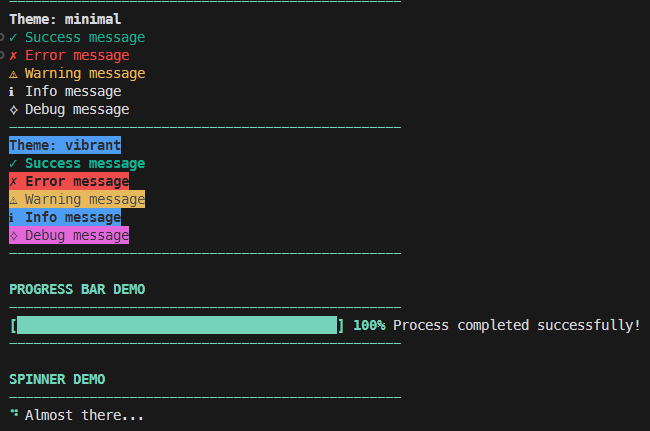 Theme: minimal
✓ Success message
✗ Error message
⚠ Warning message
ℹ Info message
◇ Debug message
Theme: vibrant
✓ Success message
✗ Error message
⚠ Warning message
ℹ Info message
◇ Debug message
PROGRESS BAR DEMO
[████████████████████████████████████████] 100% Process completed successfully!
SPINNER DEMO
⠙ Almost there...